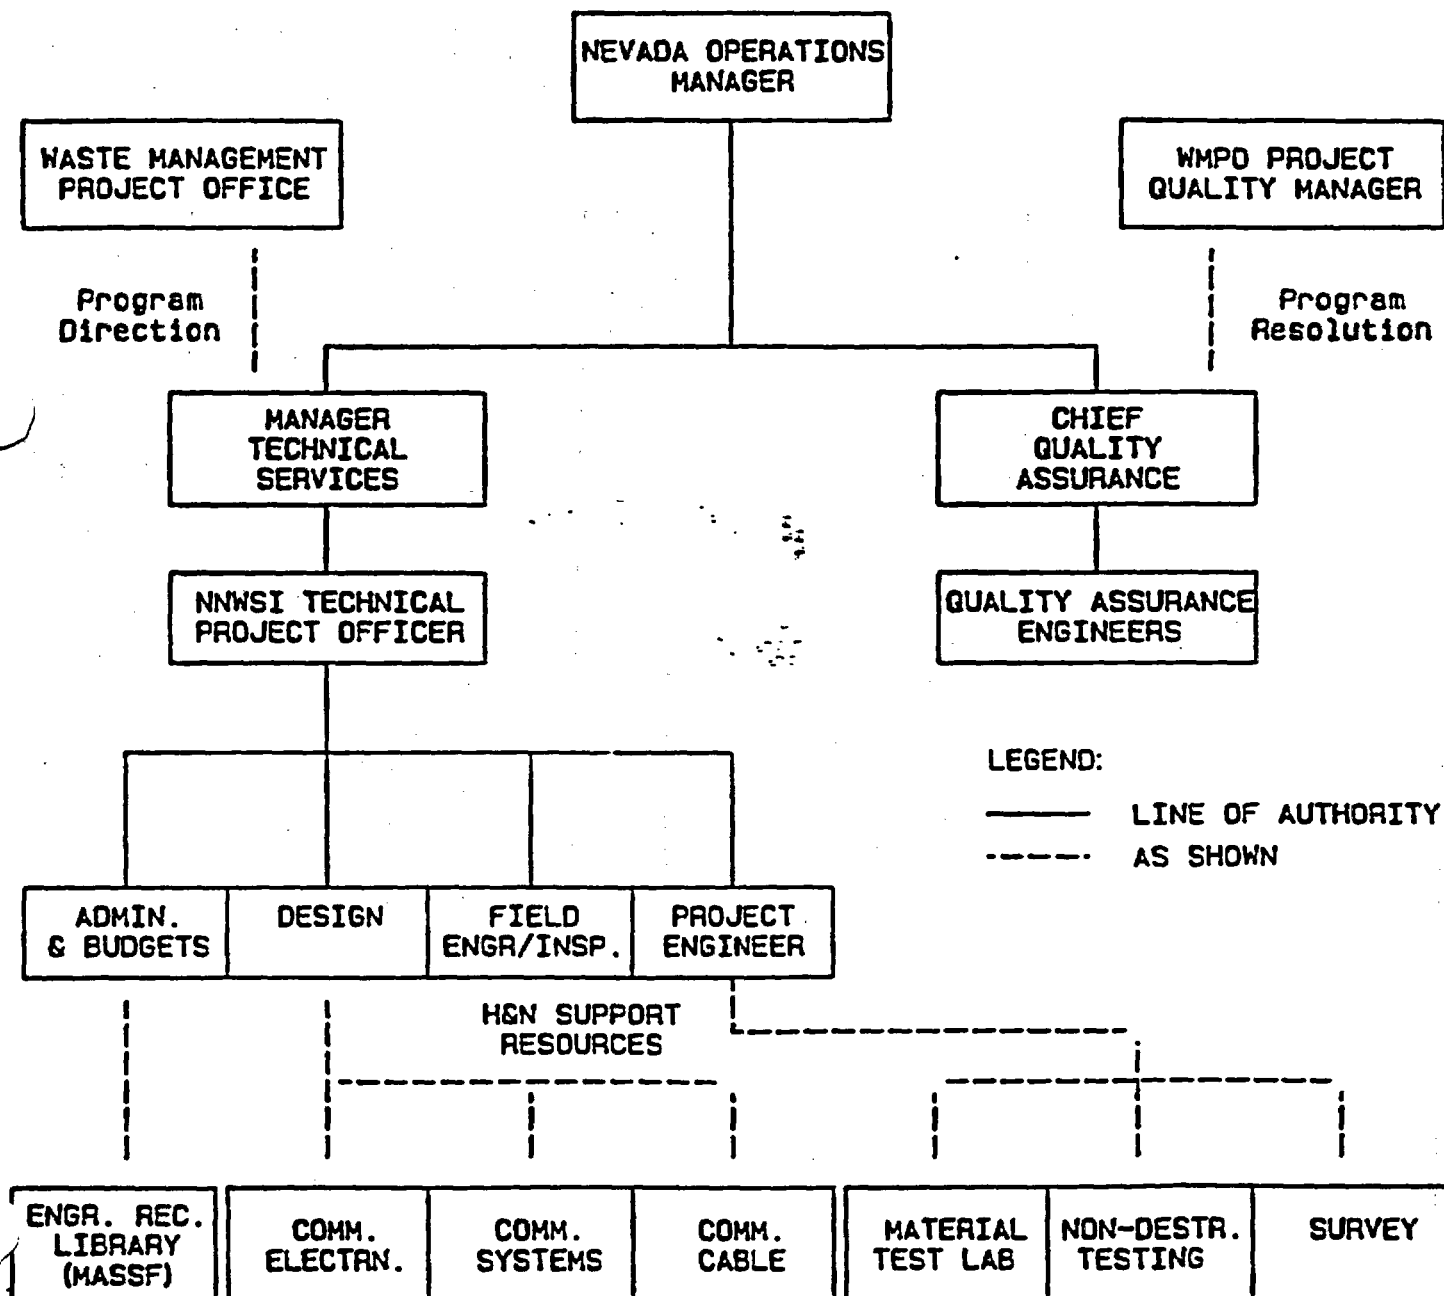 NEVADA OPERATIONS
MANAGER
WASTE MANAGEMENT
PROJECT OFFICE
WMPO PROJECT
QUALITY MANAGER
Program
Direction
Program
Resolution
MANAGER
TECHNICAL
SERVICES
CHIEF
QUALITY
ASSURANCE
NNWSI TECHNICAL
PROJECT OFFICER
QUALITY ASSURANCE
ENGINEERS
LEGEND:
LINE OF AUTHORITY
AS SHOWN
ADMIN.
& BUDGETS
DESIGN
FIELD
ENGR/INSP.
PROJECT
ENGINEER
H&N SUPPORT
RESOURCES
ENGR. REC.
LIBRARY
(MASSF)
COMM.
ELECTRN.
COMM.
SYSTEMS
COMM.
CABLE
MATERIAL
TEST LAB
NON-DESTR.
TESTING
SURVEY